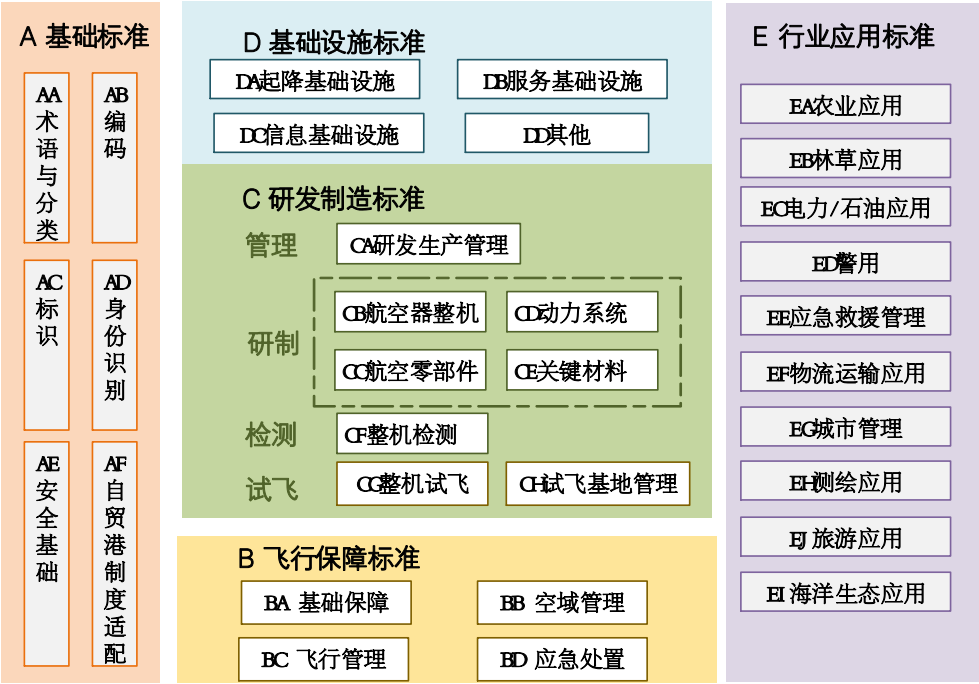 A 基础标准
AA术语与分类
AB编码
AC标识
AD身份识别
AE安全基础
AF自贸港制度适配
D 基础设施标准
DA起降基础设施
DB服务基础设施
DC信息基础设施
DD其他
C 研发制造标准
管理
CA研发生产管理
研制
CB航空器整机
CD动力系统
CC航空零部件
CE关键材料
检测
CF整机检测
试飞
CG整机试飞
CH试飞基地管理
B 飞行保障标准
BA 基础保障
BB 空域管理
BC 飞行管理
BD 应急处置
E 行业应用标准
EA农业应用
EB林草应用
EC电力/石油应用
ED警用
EE应急救援管理
EF物流运输应用
EG城市管理
EH测绘应用
EJ旅游应用
EI海洋生态应用